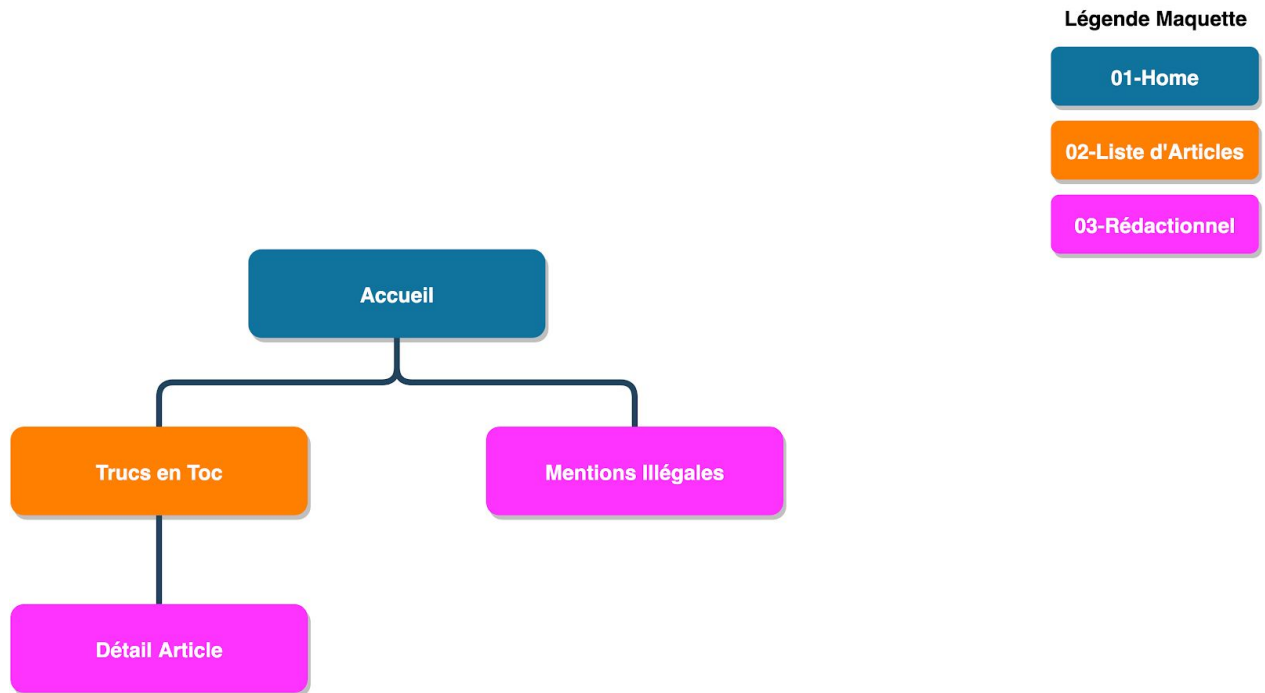 Légende Maquette
01-Home
02-Liste d'Articles
03-Rédactionnel
Accueil
Trucs en Toc
Mentions Illégales
Détail Article